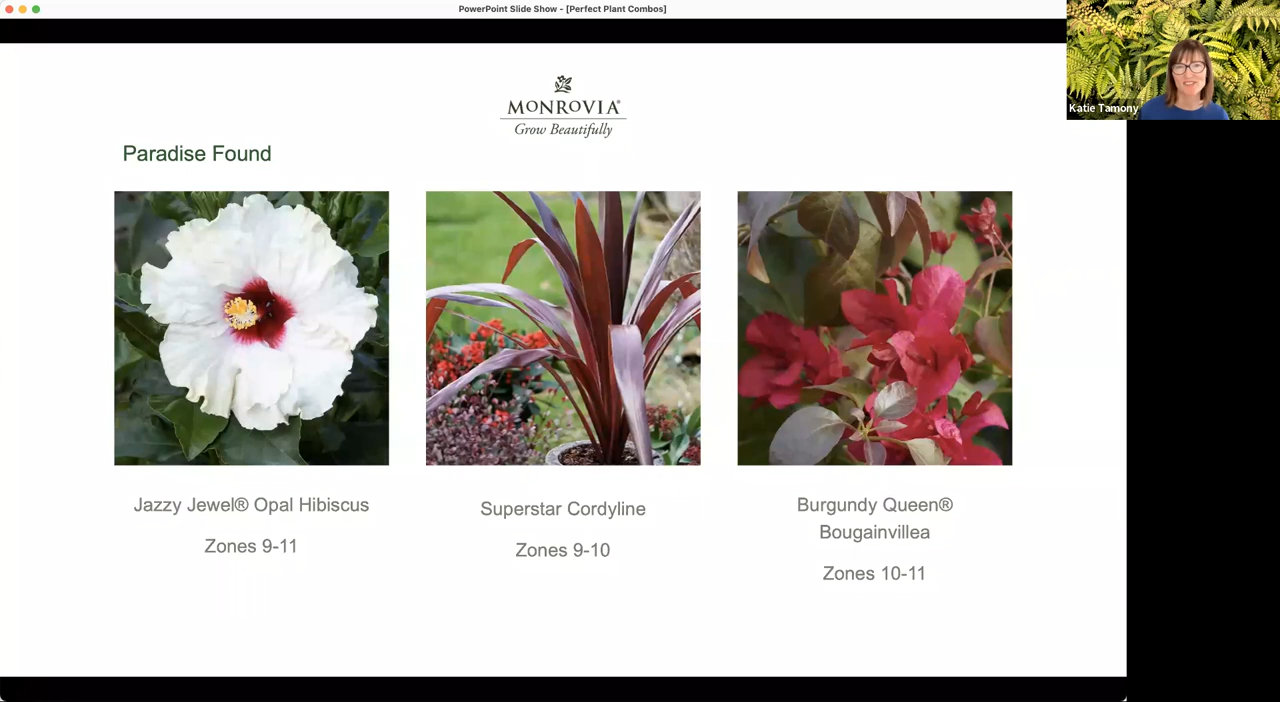 PowerPoint Slide Show - [Perfect Plant Combos]
Katie Tamony
MONROVIA®
Grow Beautifully
Paradise Found
Jazzy Jewel® Opal Hibiscus
Zones 9-11
Superstar Cordyline
Zones 9-10
Burgundy Queen®
Bougainvillea
Zones 10-11